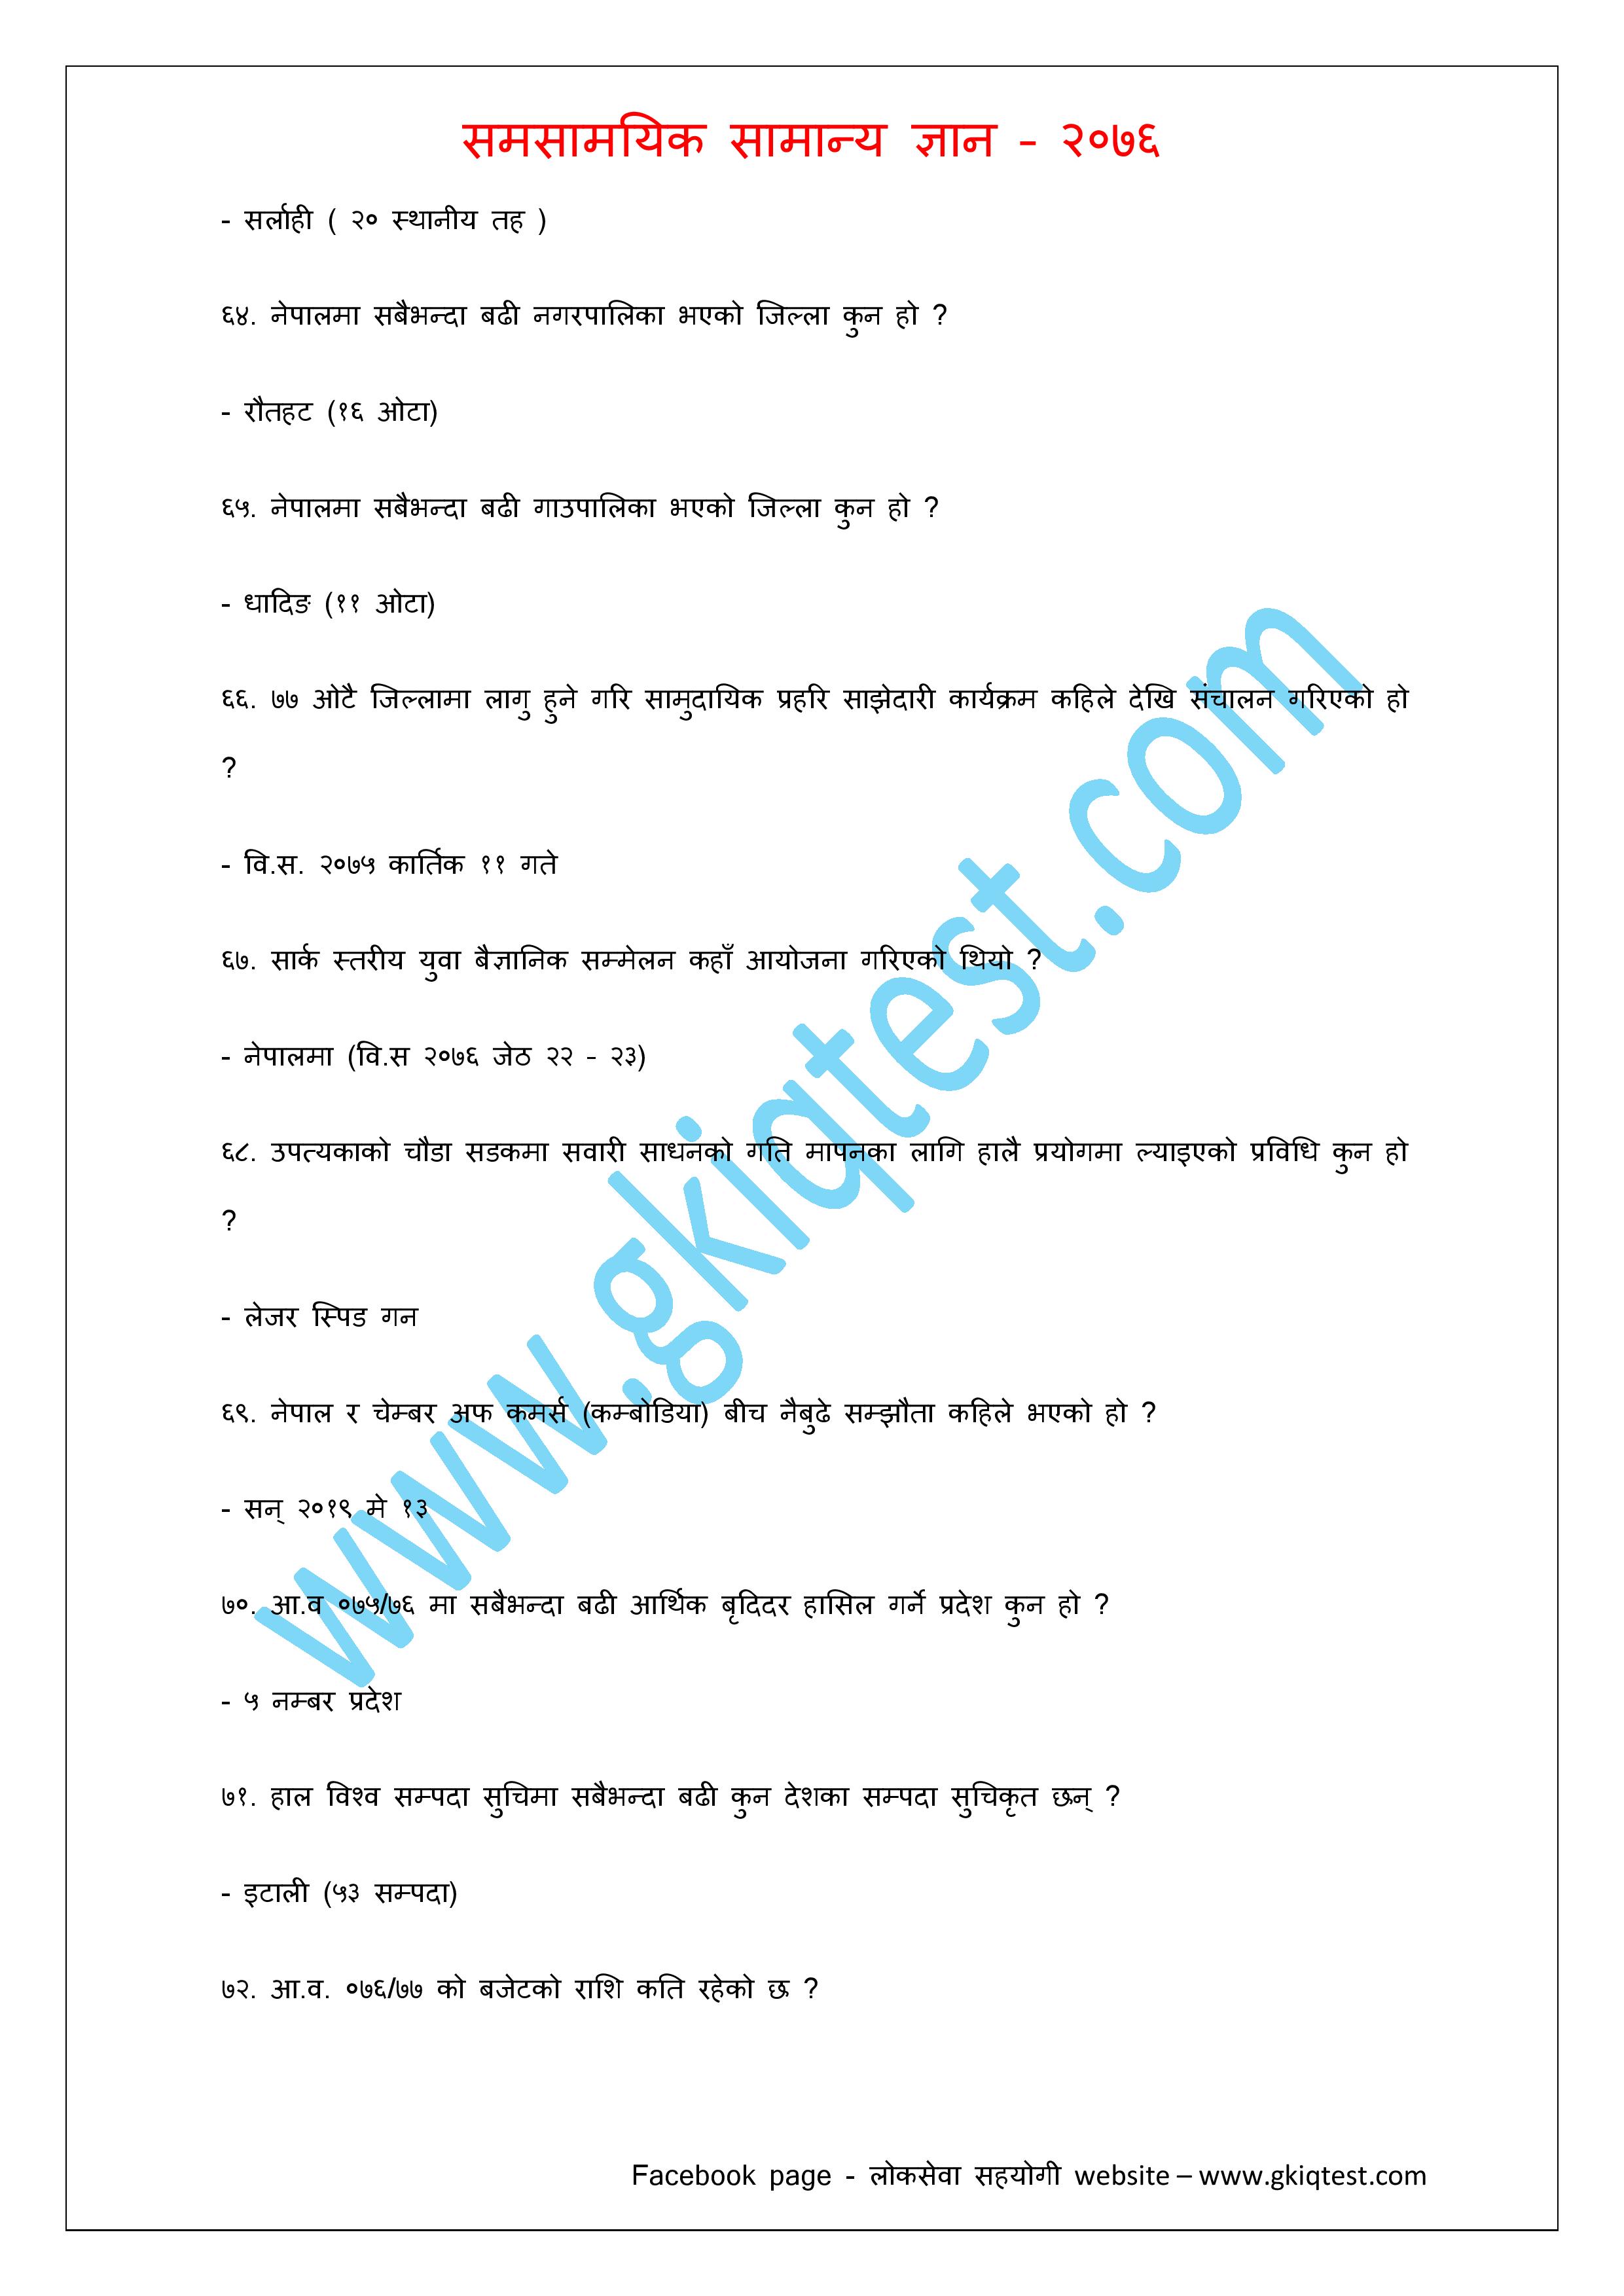 समसामयिक सामान्य ज्ञान - २०७६
- सर्लाही ( २० स्थानीय तह )
६४. नेपालमा सबैभन्दा बढी नगरपालिका भएको जिल्ला कुन हो ?
- रौतहट (१६ ओटा)
६५. नेपालमा सबैभन्दा बढी गाउपालिका भएको जिल्ला कुन हो ?
- धादिङ (११ ओटा)
६६. ७७ ओटै जिल्लामा लागु हुने गरि सामुदायिक प्रहरि साझेदारी कार्यक्रम कहिले देखि संचालन गरिएको हो
?
- वि.स. २०७५ कार्तिक ११ गते
६७. सार्क स्तरीय युवा बैज्ञानिक सम्मेलन कहाँ आयोजना गरिएको थियो ?
- नेपालमा (वि.स २०७६ जेठ २२ - २३)
६८. उपत्यकाको चौडा सडकमा सवारी साधनको गति मापनका लागि हालै प्रयोगमा ल्याइएको प्रविधि कुन हो
?
- लेजर स्पिड गन
६९. नेपाल र चेम्बर अफ कमर्स (कम्बोडिया) बीच नैबुढे सम्झौता कहिले भएको हो ?
- सन् २०१९ मे १३
७०. आ.व ०७५/७६ मा सबैभन्दा बढी आर्थिक बृदिदर हासिल गर्ने प्रदेश कुन हो ?
- ५ नम्बर प्रदेश
७१. हाल विश्व सम्पदा सुचिमा सबैभन्दा बढी कुन देशका सम्पदा सुचिकृत छन् ?
- इटाली (५३ सम्पदा)
७२. आ.व. ०७६/७७ को बजेटको राशि कति रहेको छ ?
www.gkiqtest.com
Facebook page - लोकसेवा सहयोगी website – www.gkiqtest.com